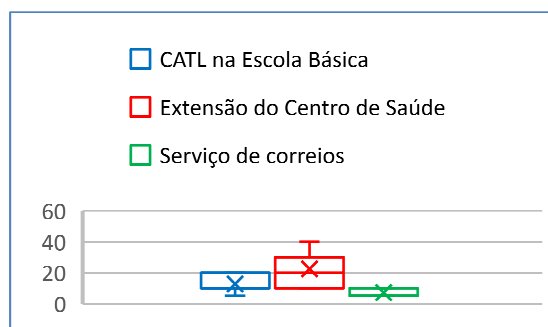 CATL na Escola Básica
Extensão do Centro de Saúde
Serviço de correios
60
40
20
0